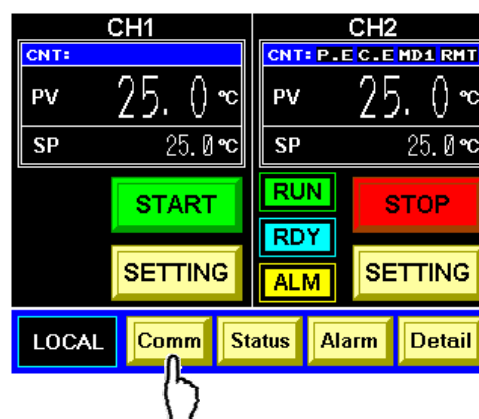 CH1
CNT:
PV 25.0 ℃
SP 25.0 ℃
START
SETTING
CH2
CNT: P.E C.E MD1 RMT
PV 25.0 ℃
SP 25.0 ℃
RUN
RDY
ALM
STOP
SETTING
LOCAL Comm Status Alarm Detail